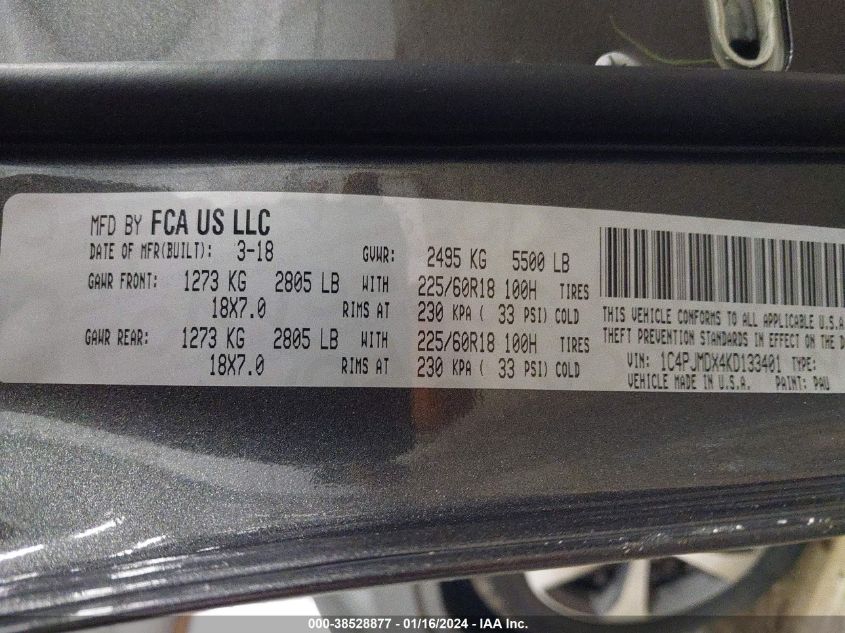 MFD BY FCA US LLC
DATE OF MFR(BUILT): 3-18 GVWR: 2495 KG 5500 LB
GAWR FRONT: 1273 KG 2805 LB WITH 225/60R18 100H TIRES
18X7.0 RIMS AT 230 KPA ( 33 PSI) COLD
GAWR REAR: 1273 KG 2805 LB WITH 225/60R18 100H TIRES
18X7.0 RIMS AT 230 KPA ( 33 PSI) COLD
THIS VEHICLE CONFORMS TO ALL APPLICABLE U.S.A
THEFT PREVENTION STANDARDS IN EFFECT ON THE D
VIN: 1C4PJMDX4KD133401 TYPE:
VEHICLE MADE IN U.S.A. PAINT: PAU
000-38528877 - 01/16/2024 - IAA Inc.